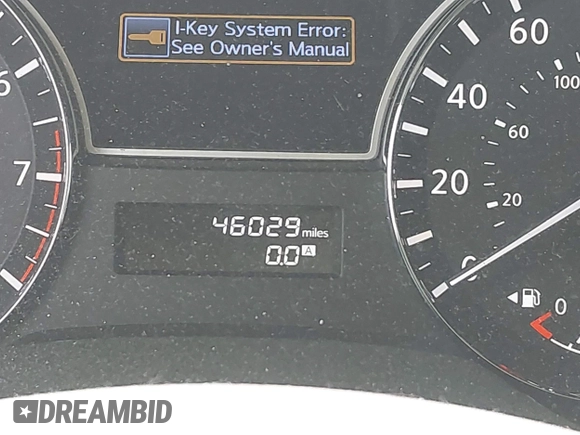 I-Key System Error:
See Owner's Manual
60
100
6
40
60
7
20
20
46029 miles
0.0 A
0
0
DREAMBID